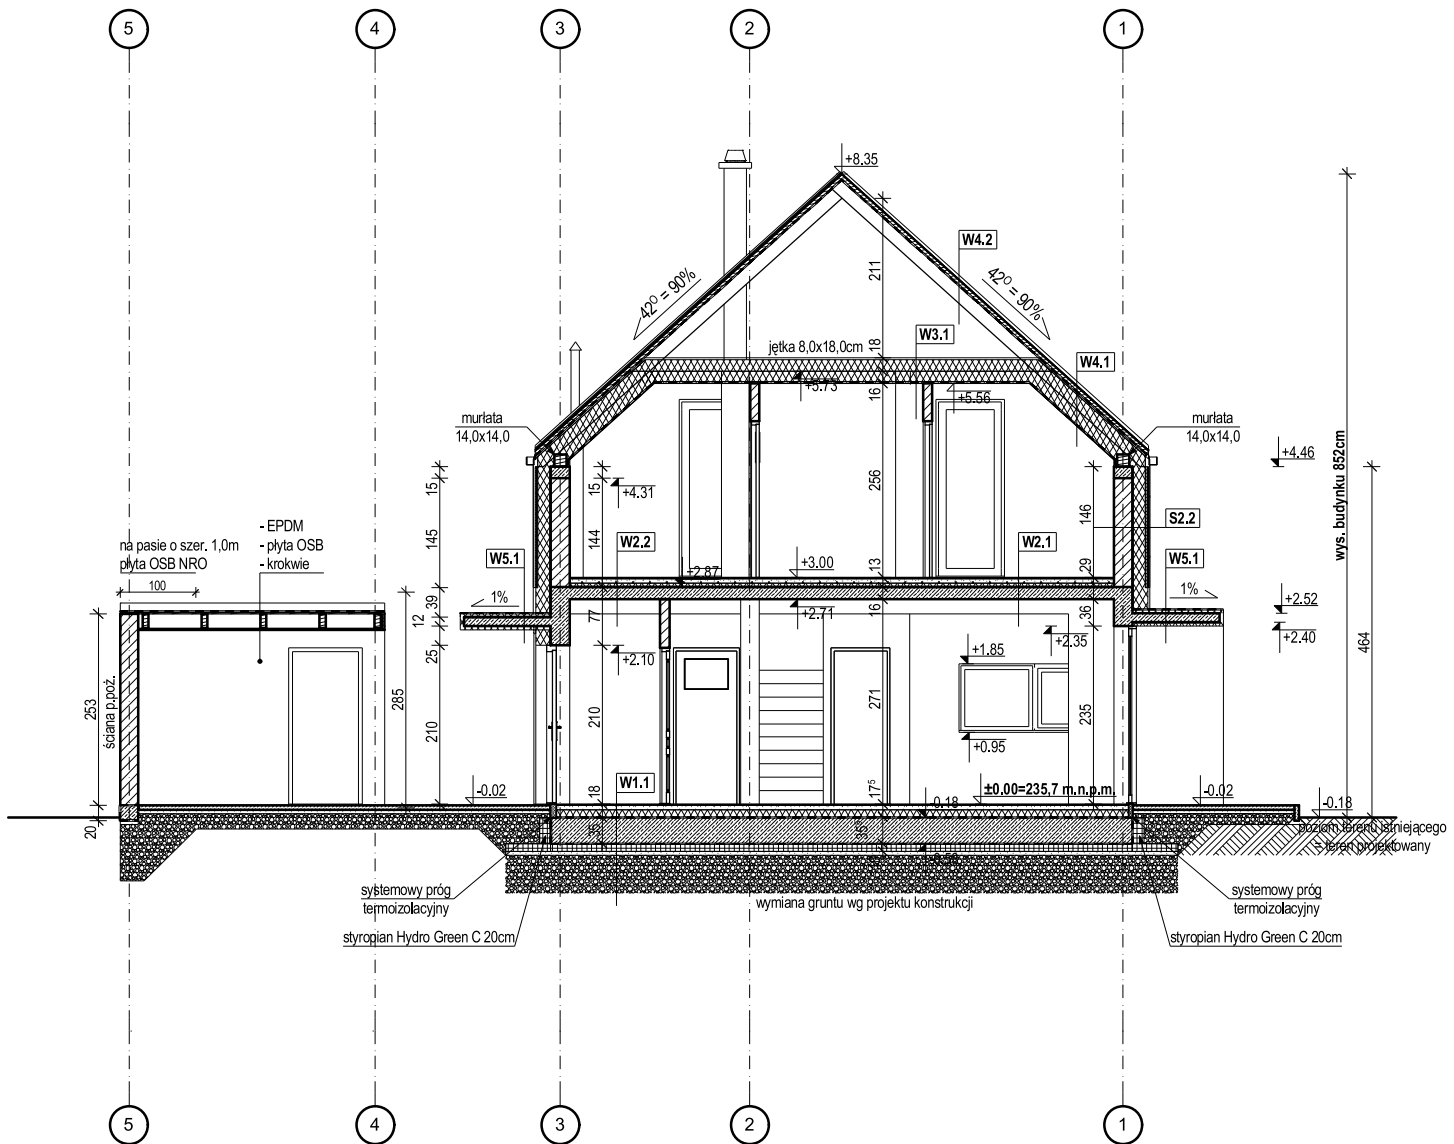 5
4
3
2
1
+8.35
W4.2
211
42° = 90%
42° = 90%
18
W3.1
jętka 8,0x18,0cm
W4.1
+5.73
16
+5.56
murłata
14,0x14,0
murłata
14,0x14,0
wys. budynku 852cm
+4.46
15
15
+4.31
256
146
S2.2
145
144
W5.1
W2.2
W2.1
W5.1
- EPDM
- płyta OSB
- krokwie
na pasie o szer. 1,0m
płyta OSB NRO
100
+3.00
+2.87
13
29
1%
1%
39
12
77
16
+2.71
36
+2.52
+2.35
+2.40
25
+2.10
+1.85
464
253
ściana p.poż.
285
210
210
271
235
+0.95
W1.1
-0.02
18
17⁵
±0,00=235,7 m.n.p.m.
-0.02
-0.18
-0.18
20
35
poziom terenu istniejącego
= teren projektowany
systemowy próg
termoizolacyjny
systemowy próg
termoizolacyjny
wymiana gruntu wg projektu konstrukcji
styropian Hydro Green C 20cm
styropian Hydro Green C 20cm
5
4
3
2
1